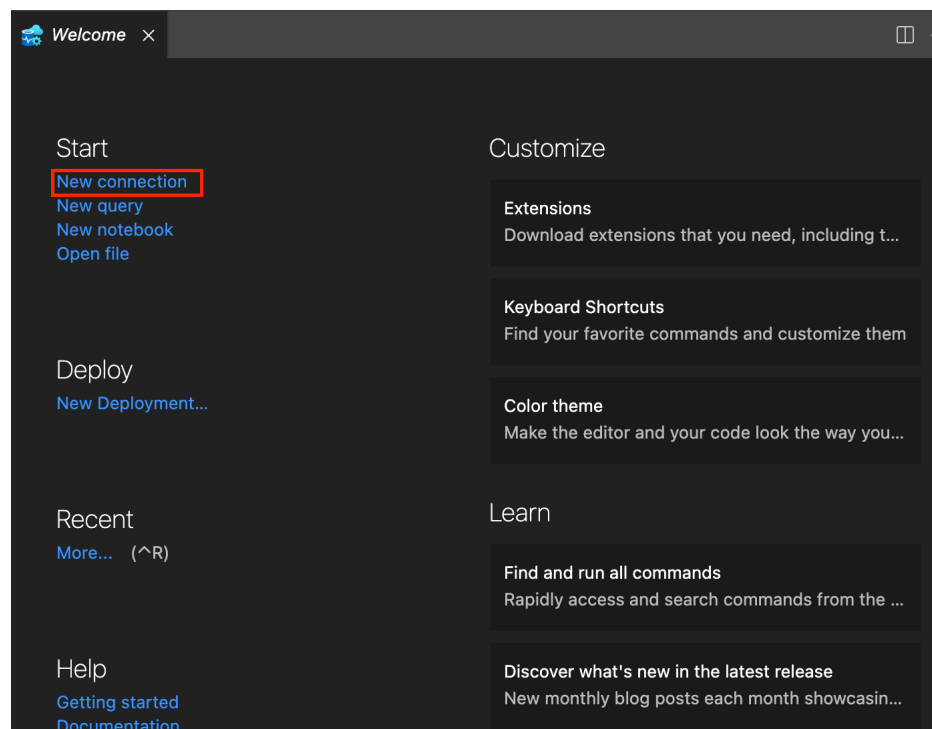 Welcome
Start
New connection
New query
New notebook
Open file
Deploy
New Deployment...
Recent
More... (^R)
Help
Getting started
Documentation
Customize
Extensions
Download extensions that you need, including t...
Keyboard Shortcuts
Find your favorite commands and customize them
Color theme
Make the editor and your code look the way you...
Learn
Find and run all commands
Rapidly access and search commands from the ...
Discover what's new in the latest release
New monthly blog posts each month showcasin...